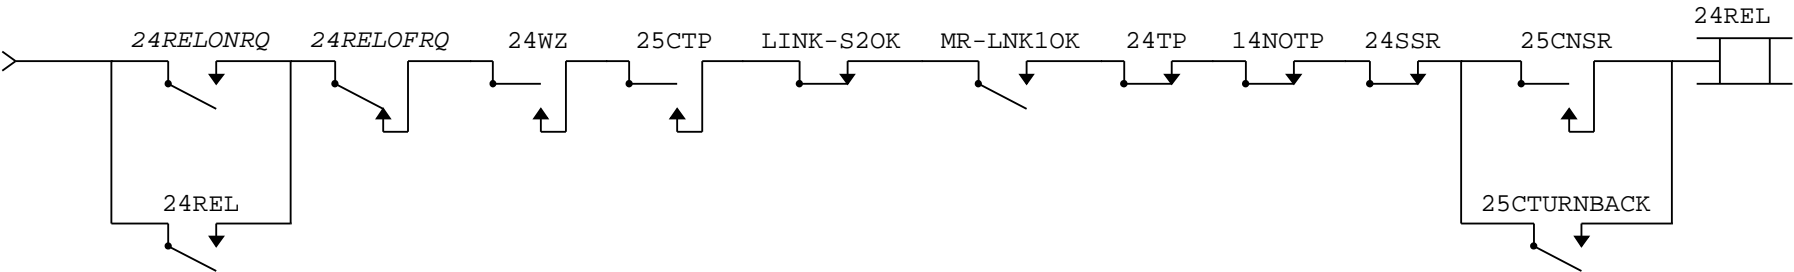 24REL
24RELONRQ 24RELOFRQ 24WZ 25CTP LINK-S2OK MR-LNK1OK 24TP 14NOTP 24SSR 25CNSR
24REL 25CTURNBACK